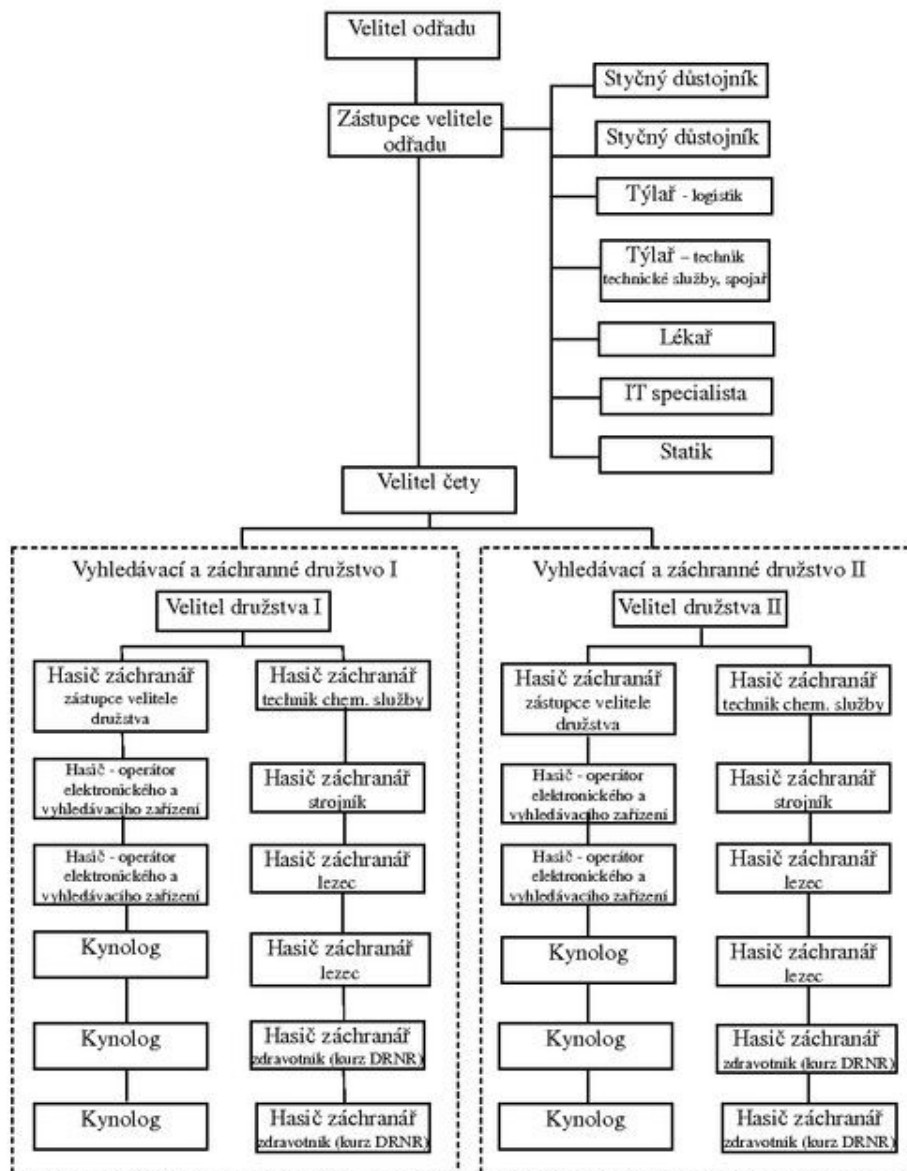 Velitel odřadu
Zástupce velitele
odřadu
Styčný důstojník
Styčný důstojník
Týlař - logistik
Týlař – technik
technické služby, spojař
Lékař
IT specialista
Statik
Velitel čety
Vyhledávací a záchranné družstvo I
Velitel družstva I
Hasič záchranář
zástupce velitele
družstva
Hasič - operátor
elektronického a
vyhledávacího zařízení
Hasič - operátor
elektronického a
vyhledávacího zařízení
Kynolog
Kynolog
Kynolog
Hasič záchranář
technik chem. služby
Hasič záchranář
strojník
Hasič záchranář
lezec
Hasič záchranář
lezec
Hasič záchranář
zdravotník (kurz DRNR)
Hasič záchranář
zdravotník (kurz DRNR)
Vyhledávací a záchranné družstvo II
Velitel družstva II
Hasič záchranář
zástupce velitele
družstva
Hasič - operátor
elektronického a
vyhledávacího zařízení
Hasič - operátor
elektronického a
vyhledávacího zařízení
Kynolog
Kynolog
Kynolog
Hasič záchranář
technik chem. služby
Hasič záchranář
strojník
Hasič záchranář
lezec
Hasič záchranář
lezec
Hasič záchranář
zdravotník (kurz DRNR)
Hasič záchranář
zdravotník (kurz DRNR)